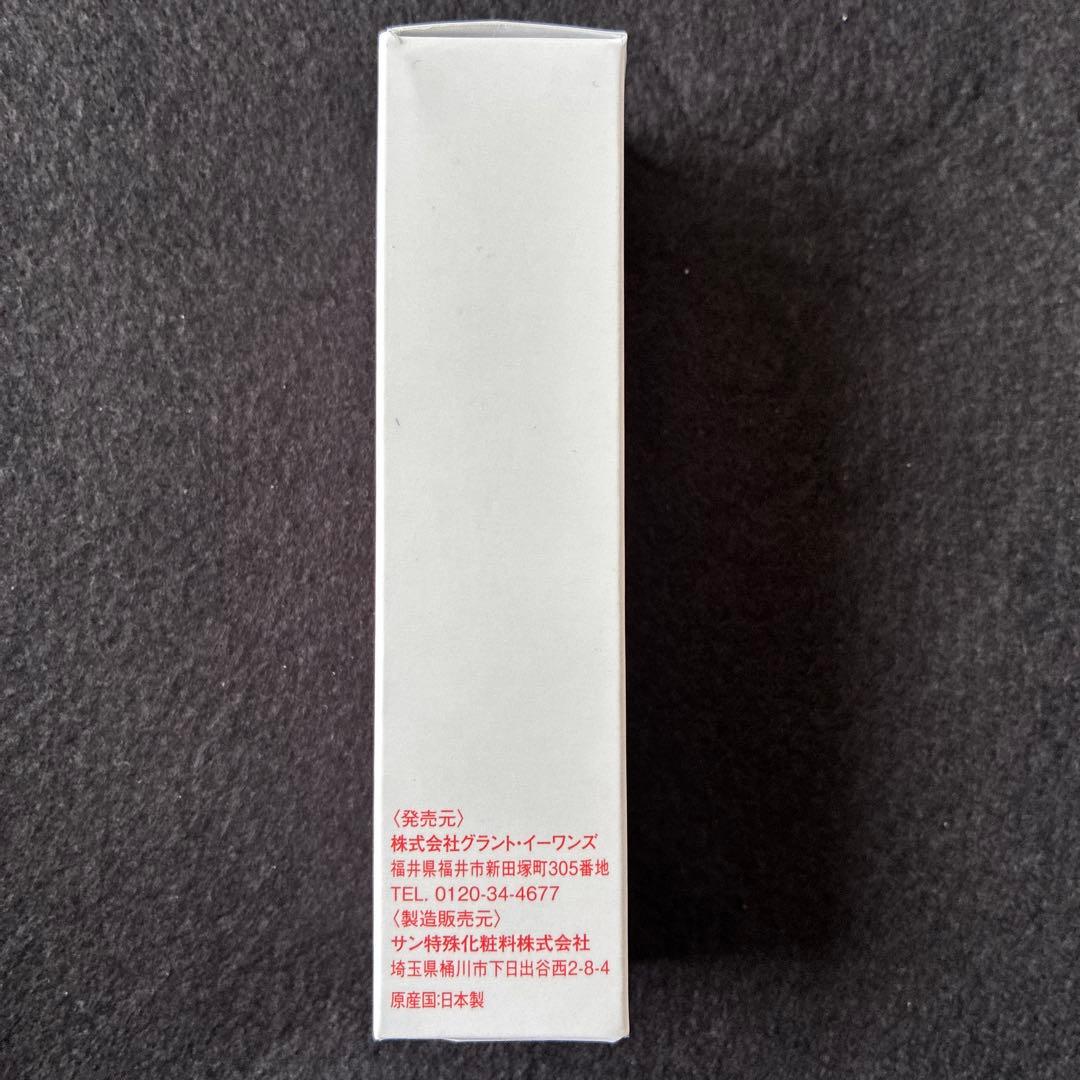 〈発売元〉
株式会社グラント・イーワンズ
福井県福井市新田塚町305番地
TEL. 0120-34-4677
〈製造販売元〉
サン特殊化粧料株式会社
埼玉県桶川市下日出谷西2-8-4
原産国:日本製